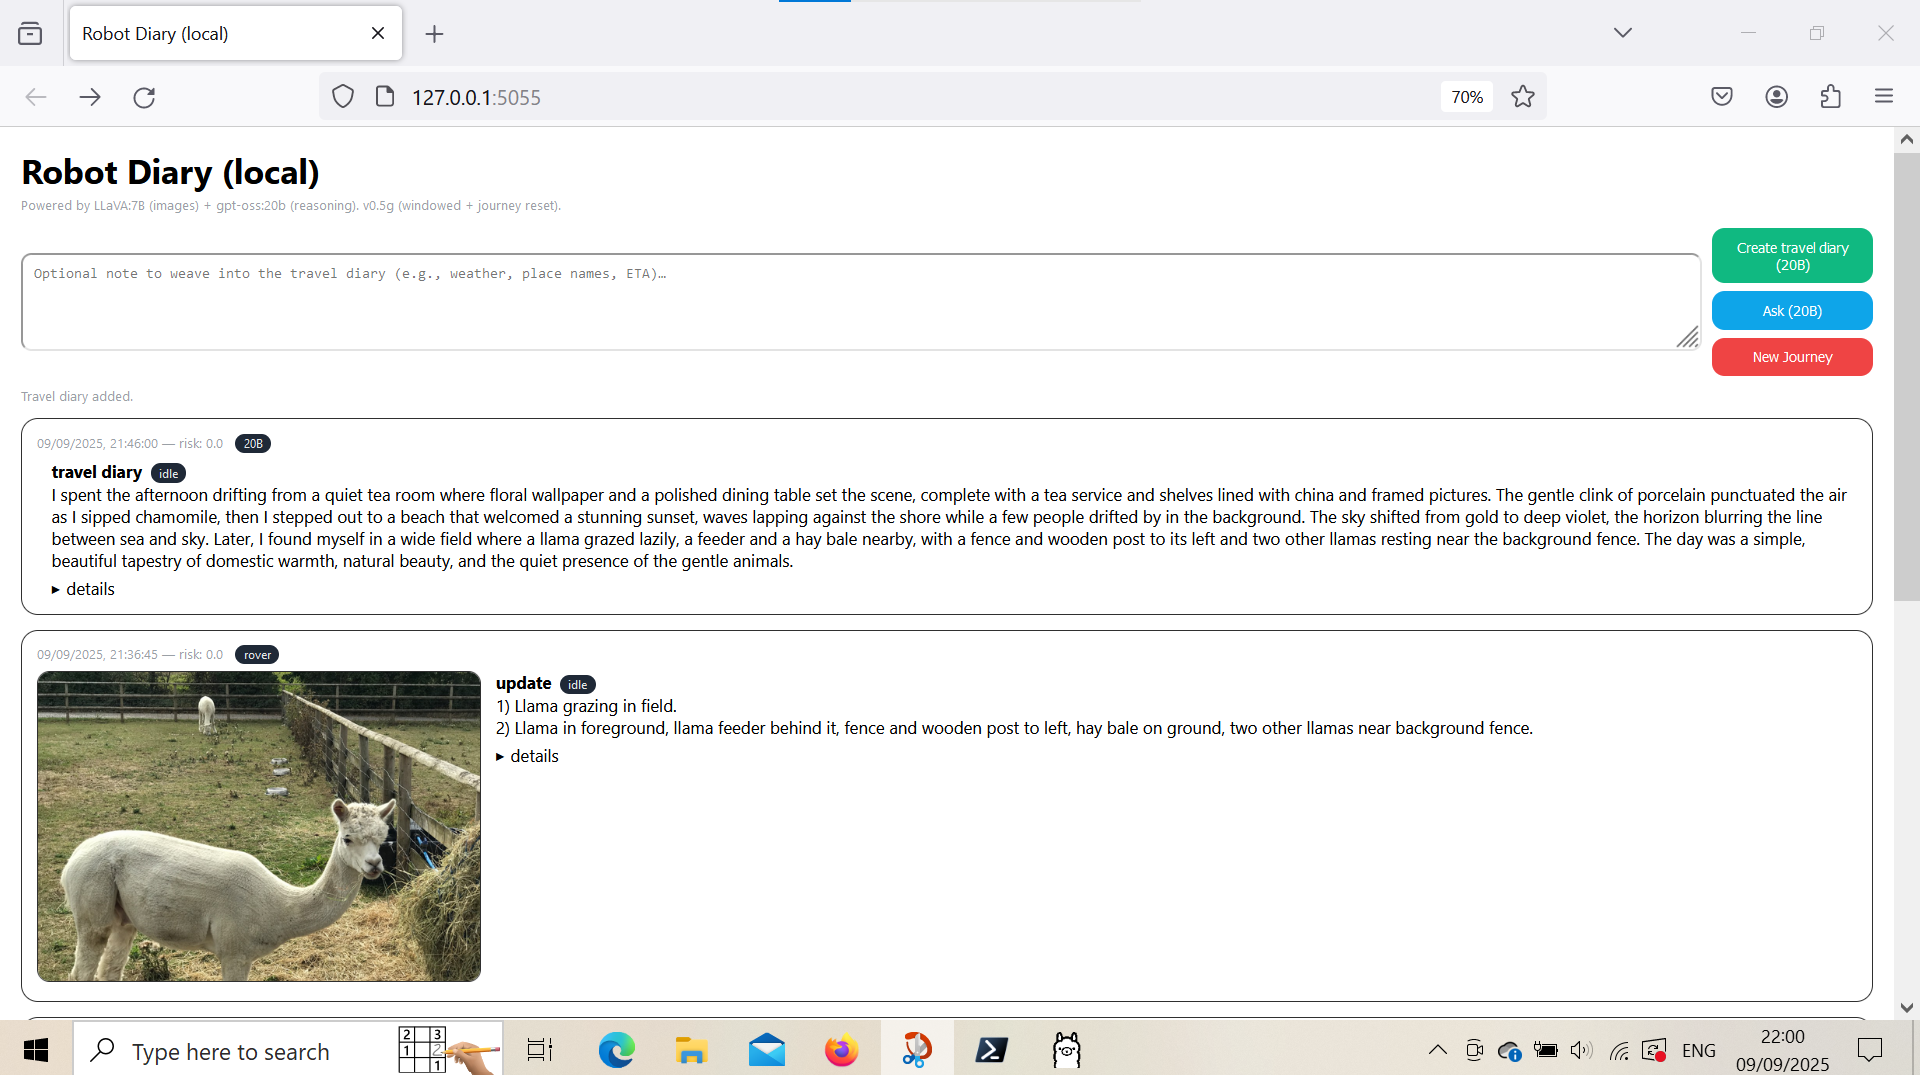 Robot Diary (local)
127.0.0.1:5055
70%
Robot Diary (local)
Powered by LLaVA:7B (images) + gpt-oss:20b (reasoning). v0.5g (windowed + journey reset).
Optional note to weave into the travel diary (e.g., weather, place names, ETA)…
Create travel diary
(20B)
Ask (20B)
New Journey
Travel diary added.
09/09/2025, 21:46:00 — risk: 0.0 20B
travel diary idle
I spent the afternoon drifting from a quiet tea room where floral wallpaper and a polished dining table set the scene, complete with a tea service and shelves lined with china and framed pictures. The gentle clink of porcelain punctuated the air
as I sipped chamomile, then I stepped out to a beach that welcomed a stunning sunset, waves lapping against the shore while a few people drifted by in the background. The sky shifted from gold to deep violet, the horizon blurring the line
between sea and sky. Later, I found myself in a wide field where a llama grazed lazily, a feeder and a hay bale nearby, with a fence and wooden post to its left and two other llamas resting near the background fence. The day was a simple,
beautiful tapestry of domestic warmth, natural beauty, and the quiet presence of the gentle animals.
▸ details
09/09/2025, 21:36:45 — risk: 0.0 rover
update idle
1) Llama grazing in field.
2) Llama in foreground, llama feeder behind it, fence and wooden post to left, hay bale on ground, two other llamas near background fence.
▸ details
Type here to search
2 3
1 2
1
ENG
22:00
09/09/2025